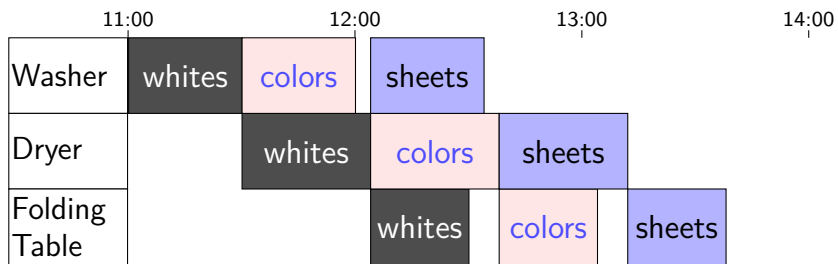 11:00 12:00 13:00 14:00
Washer whites colors sheets
Dryer whites colors sheets
Folding
Table
whites colors sheets